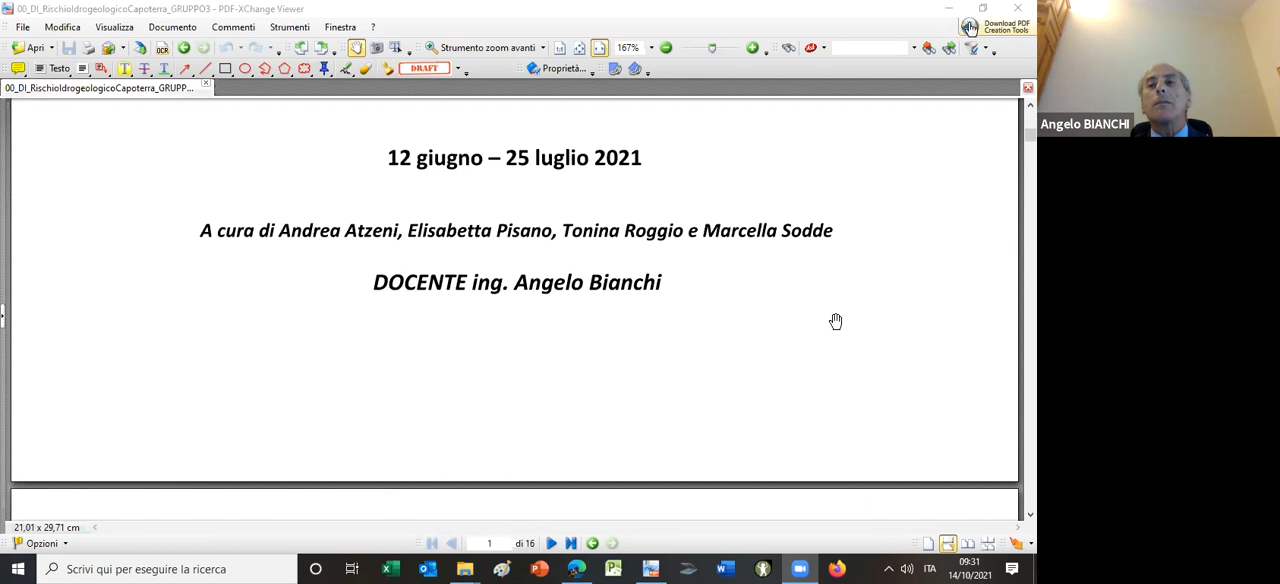 00_DI_RischioIdrogeologicoCapoterra_GRUPPO3 - PDF-XChange Viewer
File Modifica Visualizza Documento Commenti Strumenti Finestra ?
Download PDF
Creation Tools
Apri OCR Strumento zoom avanti 167%
Testo T T T DRAFT Proprietà...
00_DI_RischioIdrogeologicoCapoterra_GRUPP...
12 giugno – 25 luglio 2021
A cura di Andrea Atzeni, Elisabetta Pisano, Tonina Roggio e Marcella Sodde
DOCENTE ing. Angelo Bianchi
Angelo BIANCHI
21,01 x 29,71 cm
Opzioni 1 di 16
Scrivi qui per eseguire la ricerca ITA 09:31
14/10/2021